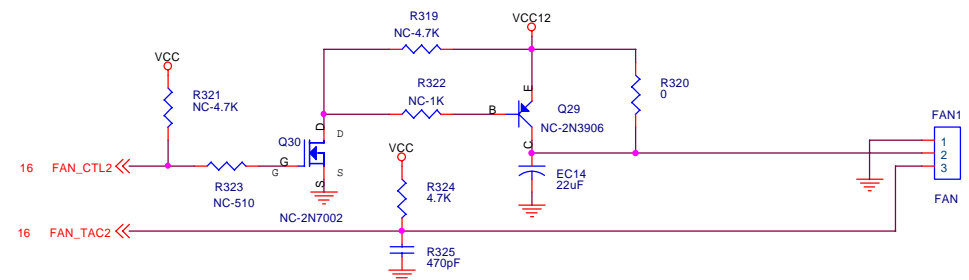 R319
NC-4.7K
VCC12
VCC
R321
NC-4.7K
R322
NC-1K
E
B
Q29
NC-2N3906
C
R320
0
FAN1
1
2
3
FAN
Q30
D
D
G
G
S
S
16 FAN_CTL2
R323
NC-510
NC-2N7002
VCC
R324
4.7K
EC14
22uF
16 FAN_TAC2
R325
470pF